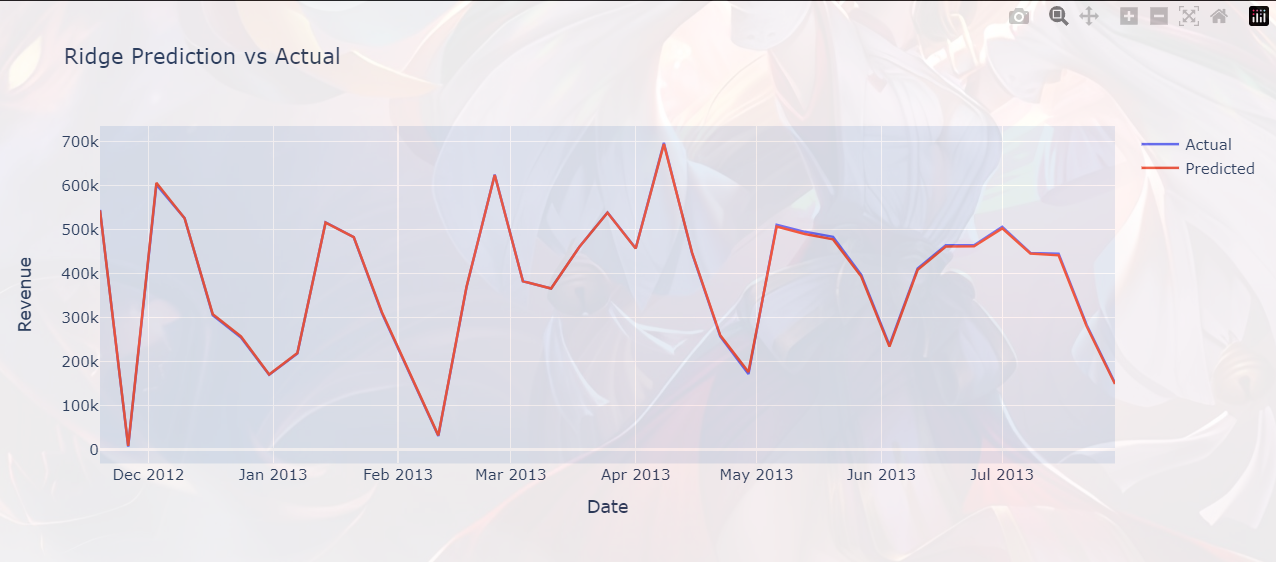 Ridge Prediction vs Actual
700k
600k
500k
400k
300k
200k
100k
0
Revenue
Dec 2012 Jan 2013 Feb 2013 Mar 2013 Apr 2013 May 2013 Jun 2013 Jul 2013
Date
Actual
Predicted